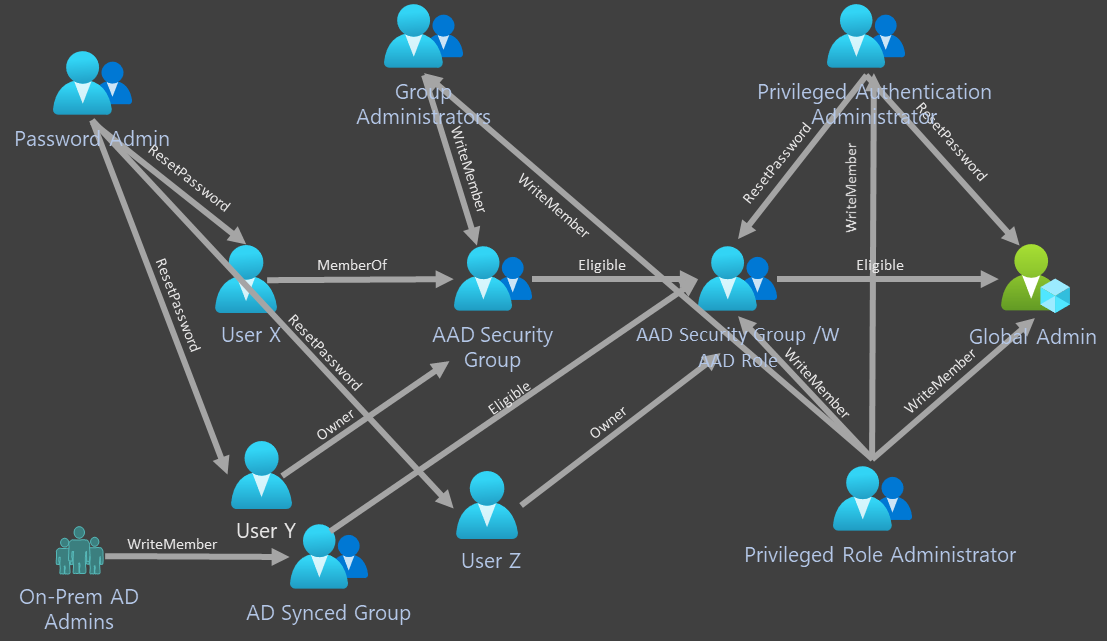 Group
Administrators
Privileged Authentication
Administrator
Password Admin
ResetPassword
WriteMember
WriteMember
ResetPassword
WriteMember
ResetPassword
ResetPassword
MemberOf
Eligible
Eligible
User X
AAD Security
Group
AAD Security Group /W
AAD Role
Global Admin
ResetPassword
Owner
Eligible
Owner
WriteMember
WriteMember
User Y
User Z
Privileged Role Administrator
WriteMember
On-Prem AD
Admins
AD Synced Group